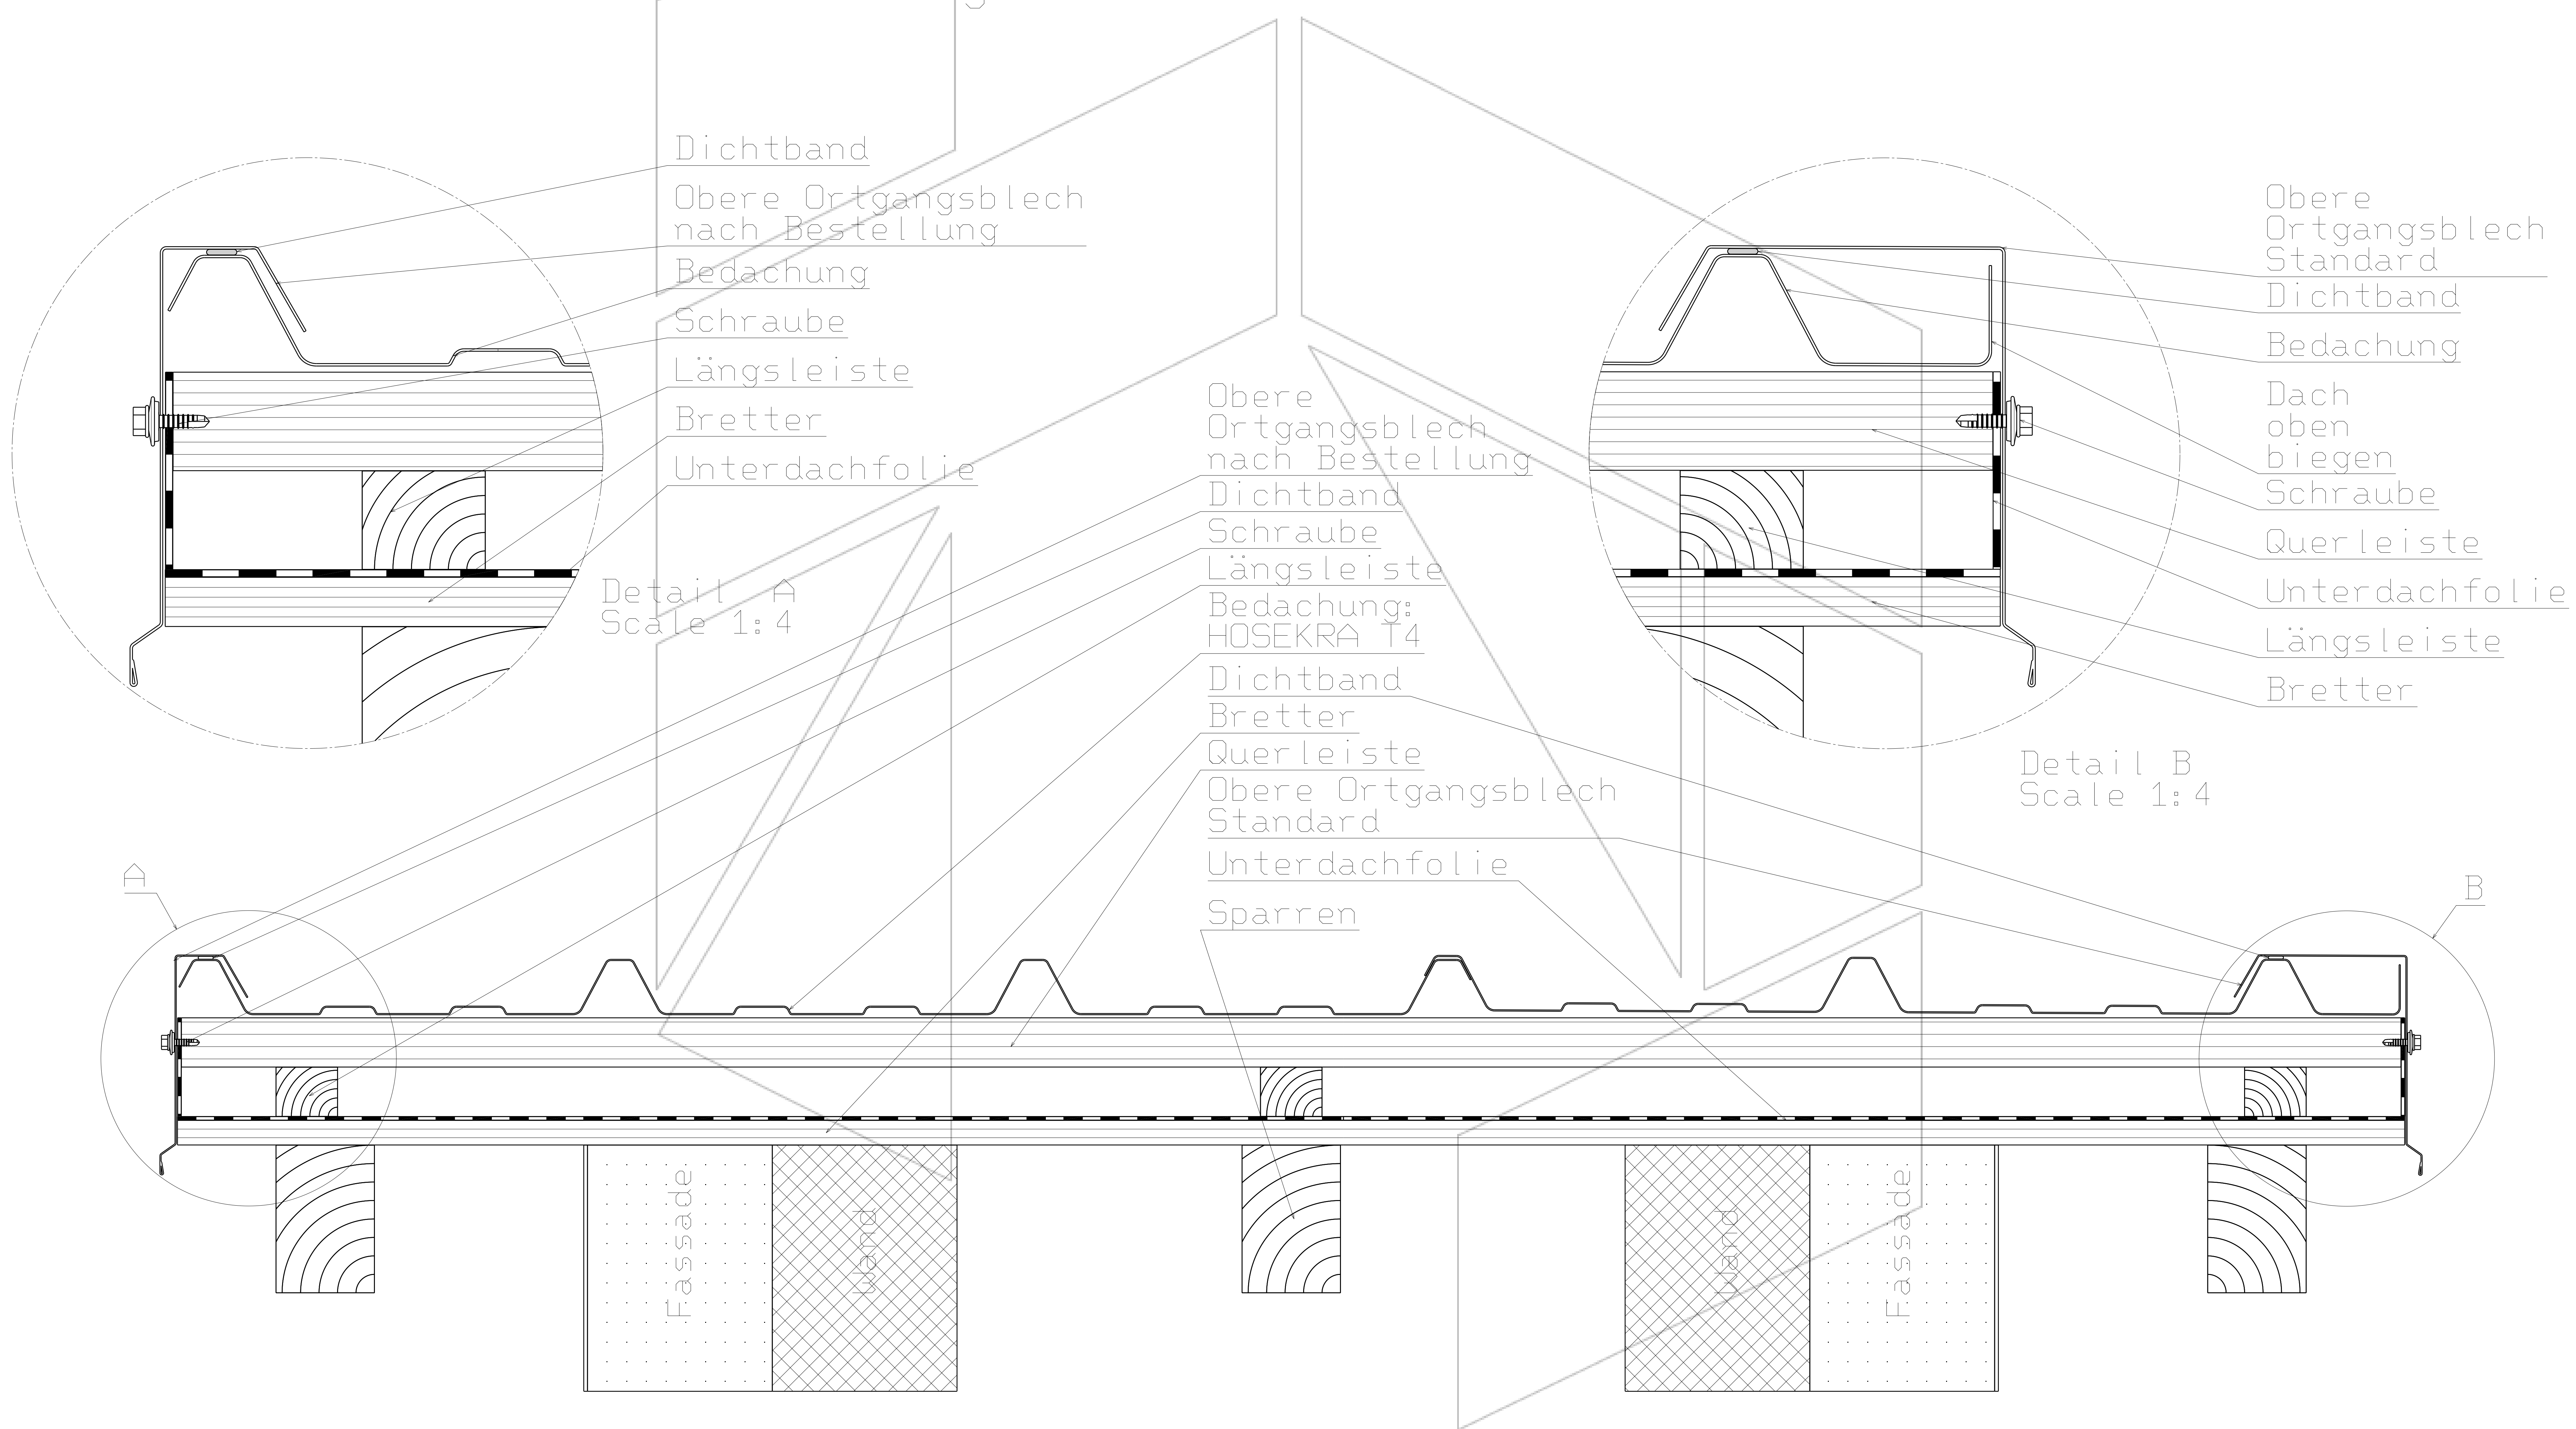 Dichtband
Obere Ortgangsblech
nach Bestellung
Bedachung
Schraube
Längsleiste
Bretter
Unterdachfolie
Detail A
Scale 1:4
Obere
Ortgangsblech
nach Bestellung
Dichtband
Schraube
Längsleiste
Bedachung:
HOSEKRA T4
Dichtband
Bretter
Querleiste
Obere Ortgangsblech
Standard
Unterdachfolie
Sparren
Obere
Ortgangsblech
Standard
Dichtband
Bedachung
Dach
oben
biegen
Schraube
Querleiste
Unterdachfolie
Längsleiste
Bretter
Detail B
Scale 1:4
A
B
Fassade
Wand
Wand
Fassade